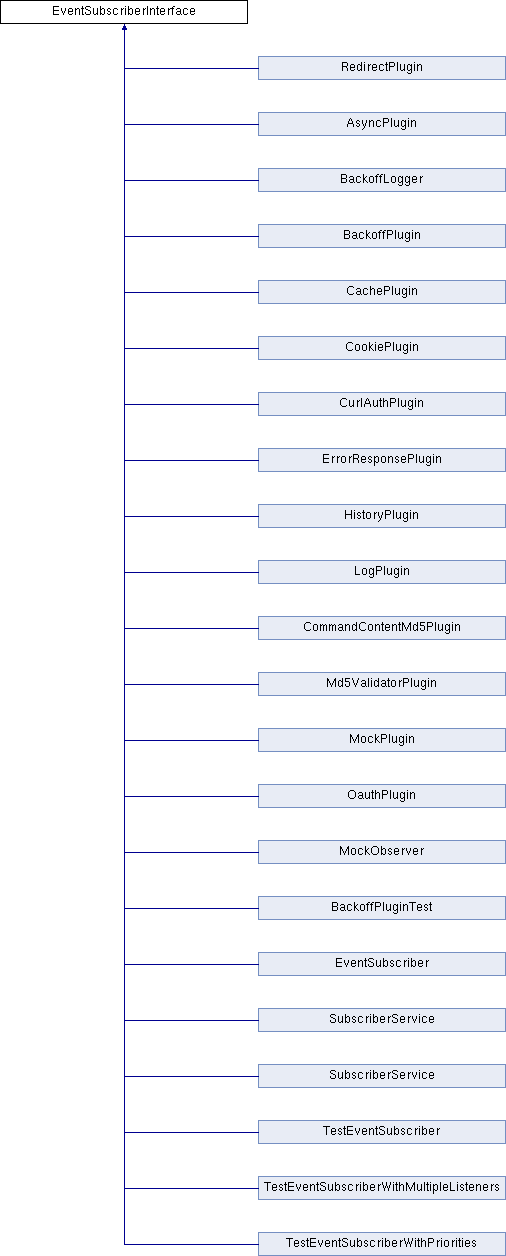 EventSubscriberInterface
RedirectPlugin
AsyncPlugin
BackoffLogger
BackoffPlugin
CachePlugin
CookiePlugin
CurlAuthPlugin
ErrorResponsePlugin
HistoryPlugin
LogPlugin
CommandContentMd5Plugin
Md5ValidatorPlugin
MockPlugin
OauthPlugin
MockObserver
BackoffPluginTest
EventSubscriber
SubscriberService
SubscriberService
TestEventSubscriber
TestEventSubscriberWithMultipleListeners
TestEventSubscriberWithPriorities